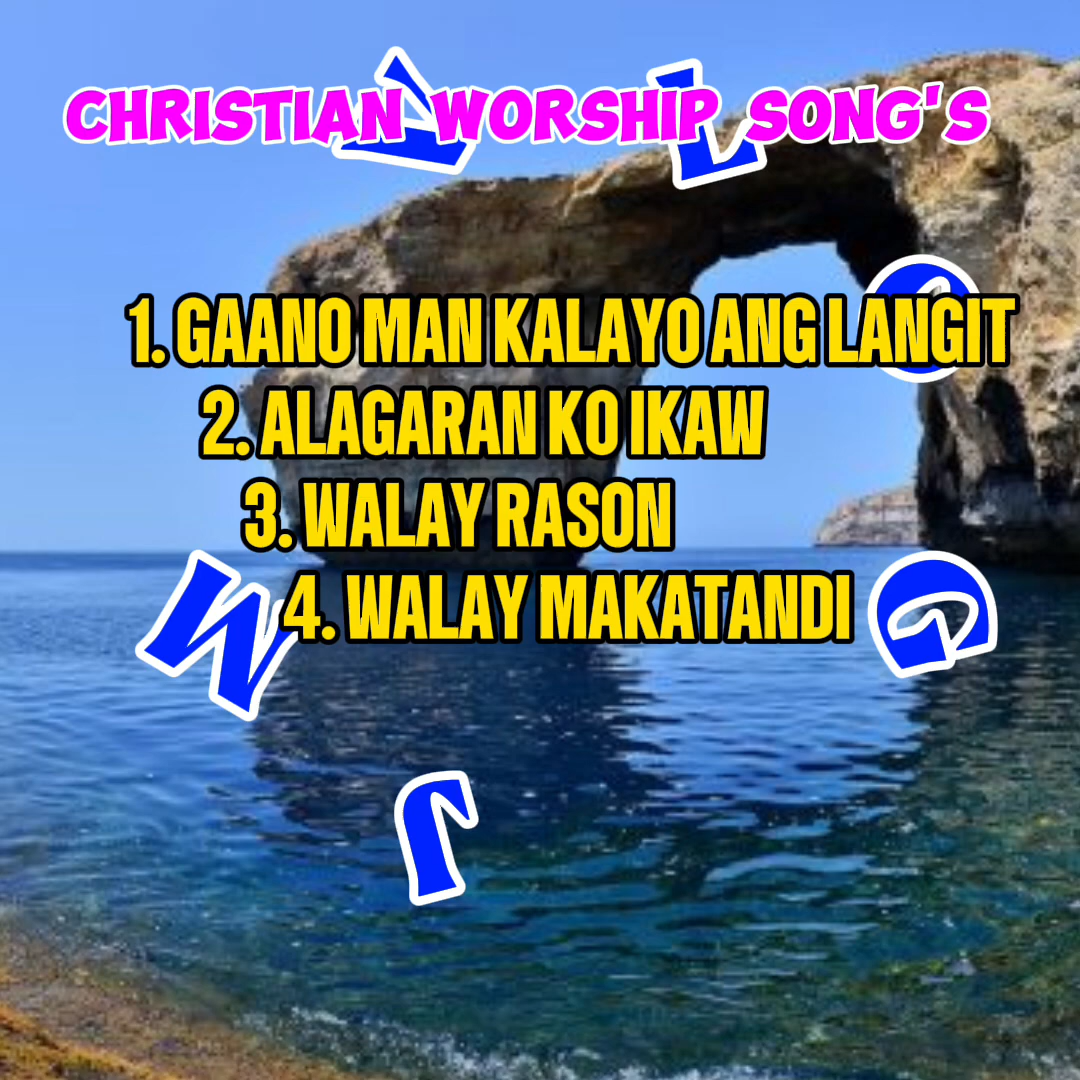 CHRISTIAN WORSHIP SONG'S
1. GAANO MAN KALAYO ANG LANGIT
2. ALAGARAN KO IKAW
3. WALAY RASON
4. WALAY MAKATANDI
M
G
J